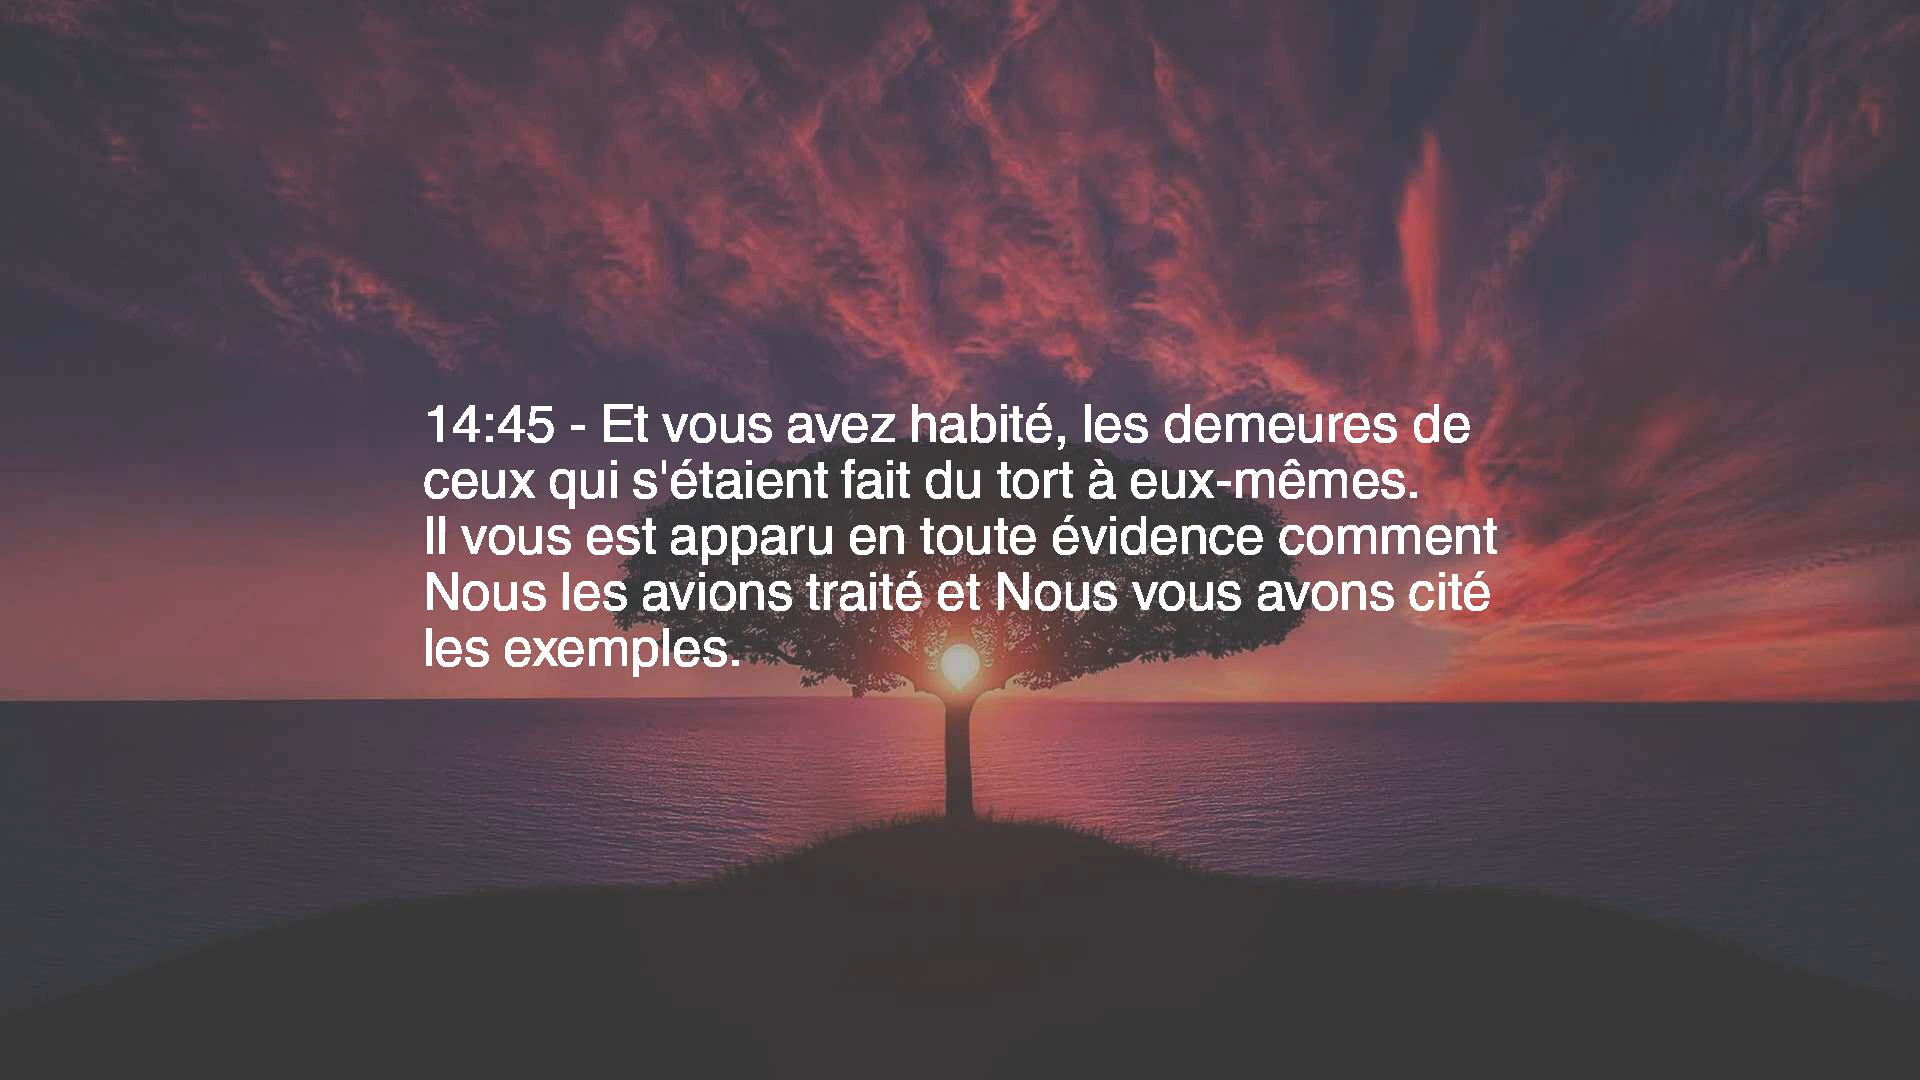 14:45 - Et vous avez habité, les demeures de
ceux qui s'étaient fait du tort à eux-mêmes.
Il vous est apparu en toute évidence comment
Nous les avions traité et Nous vous avons cité
les exemples.